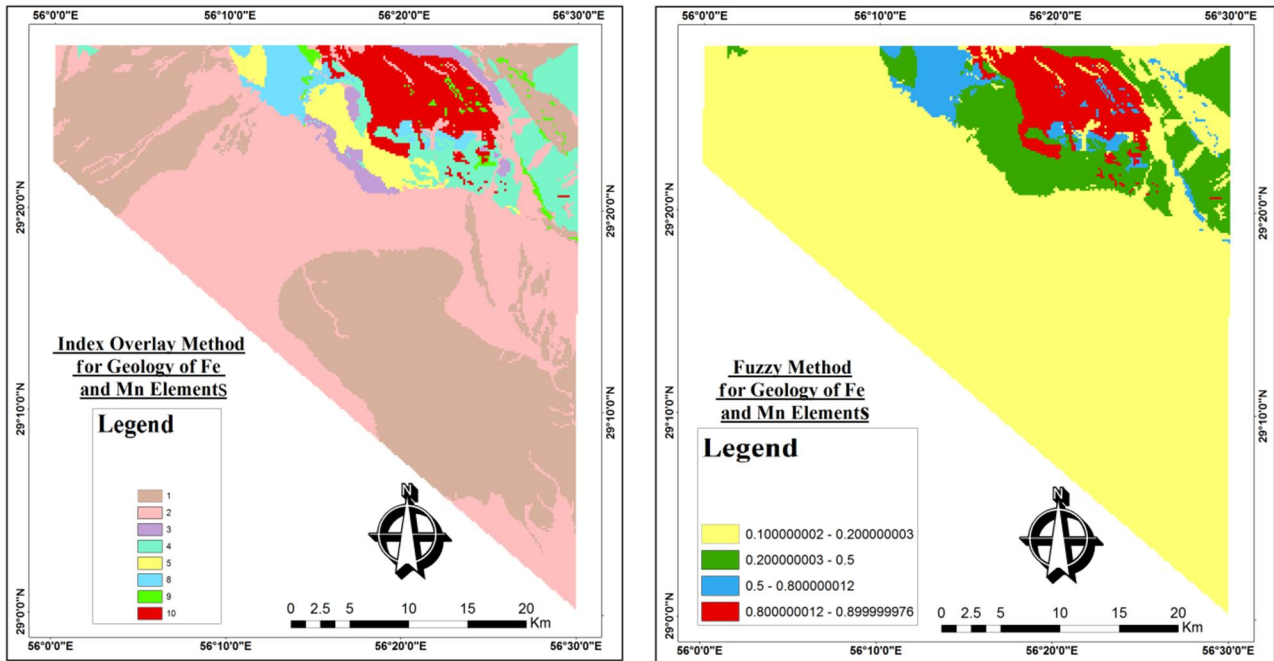 56°0'0"E 56°10'0"E 56°20'0"E 56°30'0"E
29°20'0"N
29°10'0"N
29°0'0"N
29°20'0"N
29°10'0"N
29°0'0"N
Index Overlay Method
for Geology of Fe
and Mn Elements
Legend
1
2
3
4
5
8
9
10
N
0 2.5 5 10 15 20
Km
56°0'0"E 56°10'0"E 56°20'0"E 56°30'0"E
56°0'0"E 56°10'0"E 56°20'0"E 56°30'0"E
29°20'0"N
29°10'0"N
29°0'0"N
29°20'0"N
29°10'0"N
29°0'0"N
Fuzzy Method
for Geology of Fe
and Mn Elements
Legend
0.100000002 - 0.200000003
0.200000003 - 0.5
0.5 - 0.800000012
0.800000012 - 0.899999976
N
0 2.5 5 10 15 20
Km
56°0'0"E 56°10'0"E 56°20'0"E 56°30'0"E